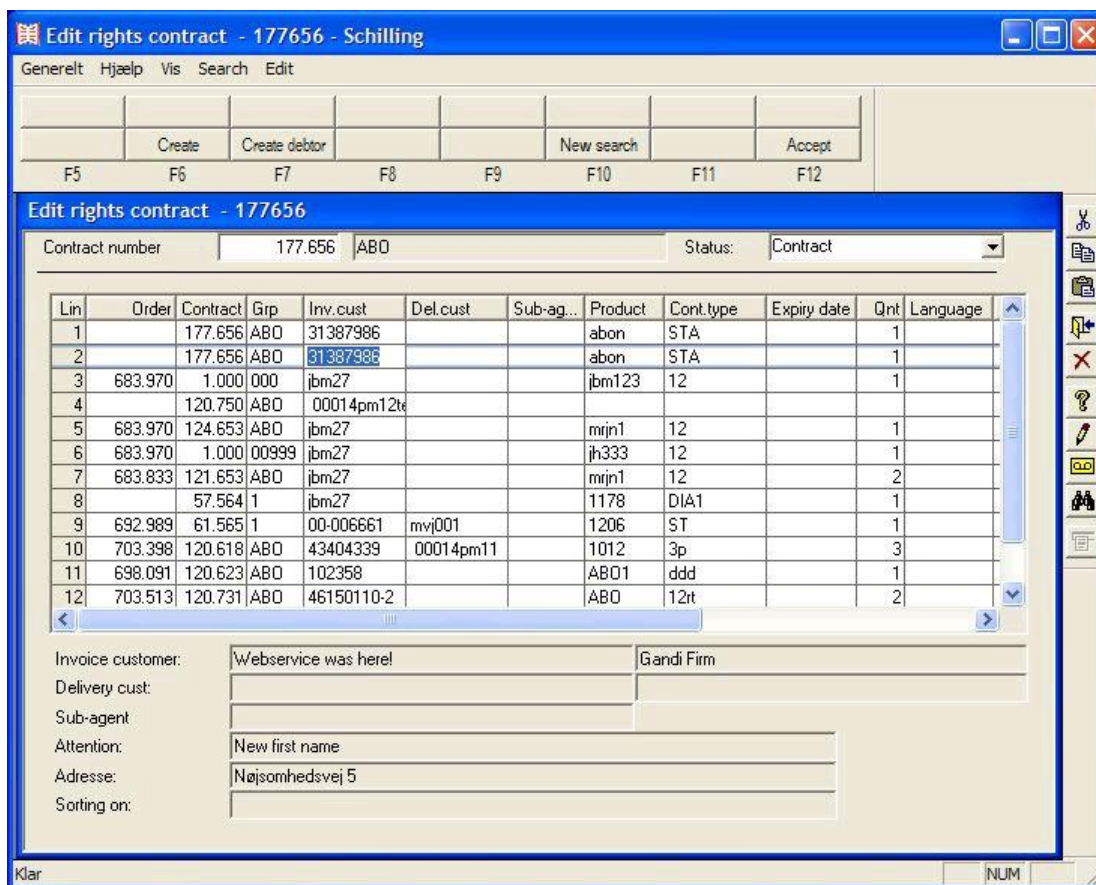 Edit rights contract - 177656 - Schilling
Generelt Hjælp Vis Search Edit
Create Create debtor New search Accept
F5 F6 F7 F8 F9 F10 F11 F12
Edit rights contract - 177656
Contract number 177.656 ABO Status: Contract
Lin Order Contract Grp Inv.cust Del.cust Sub-ag... Product Cont.type Expiry date Qnt Language
1 177.656 ABO 31387986 abon STA 1
2 177.656 ABO 31387986 abon STA 1
3 683.970 1.000 000 jbm27 jbm123 12 1
4 120.750 ABO 00014pm12te
5 683.970 124.653 ABO jbm27 mrjn1 12 1
6 683.970 1.000 00999 jbm27 jh333 12 1
7 683.833 121.653 ABO jbm27 mrjn1 12 2
8 57.564 1 jbm27 1178 DIA1 1
9 692.989 61.565 1 00-006661 mvj001 1206 ST 1
10 703.398 120.618 ABO 43404339 00014pm11 1012 3p 3
11 698.091 120.623 ABO 102358 ABO1 ddd 1
12 703.513 120.731 ABO 46150110-2 ABO 12rt 2
Invoice customer: Webservice was here! Gandi Firm
Delivery cust:
Sub-agent
Attention: New first name
Adresse: Nøjsomhedsvej 5
Sorting on:
Klar NUM